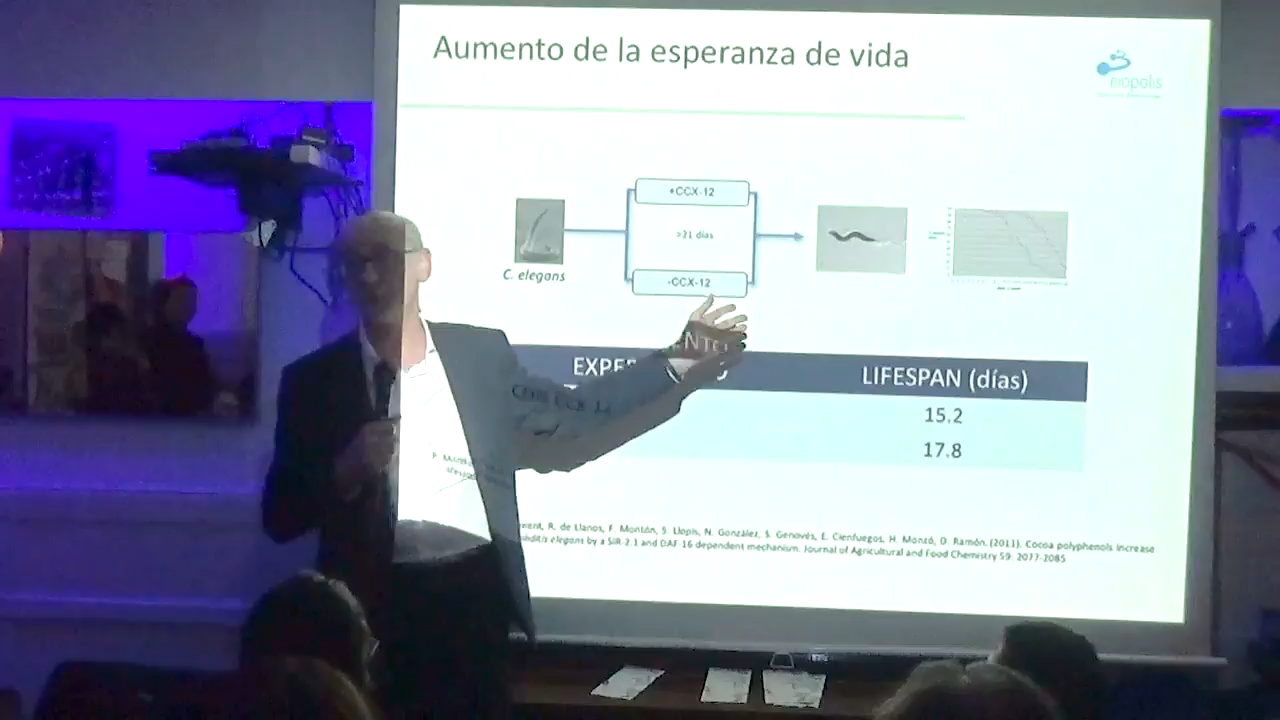 Aumento de la esperanza de vida
biopolis
+CCX-12
>21 días
-CCX-12
C. elegans
LIFESPAN (días)
15.2
17.8
R. de Llanos, F. Montón, S. Llopis, N. González, S. Genovés, E. Cienfuegos, H. Monzó, D. Ramón. (2011). Cocoa polyphenols increase
elegans by a SIR-2.1 and DAF-16 dependent mechanism. Journal of Agricultural and Food Chemistry 59: 2077-2085